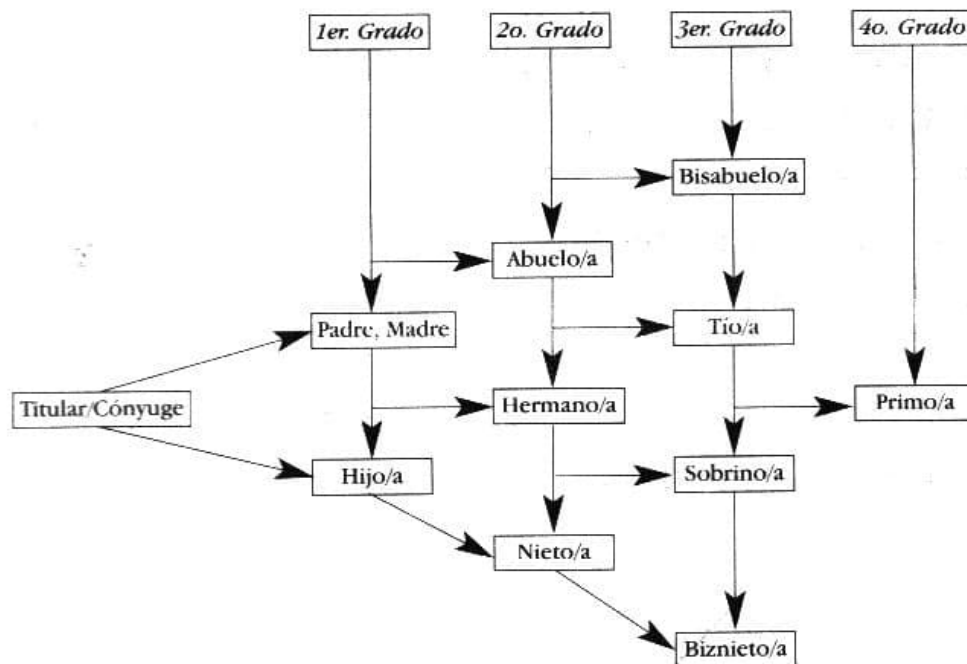 1er. Grado
2o. Grado
3er. Grado
4o. Grado
Bisabuelo/a
Abuelo/a
Padre, Madre
Tío/a
Titular/Cónyuge
Hermano/a
Primo/a
Hijo/a
Sobrino/a
Nieto/a
Biznieto/a